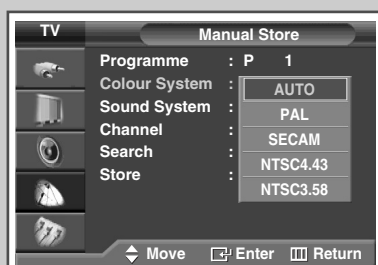 TV Manual Store
Programme : P 1
Colour System : AUTO
Sound System : PAL
Channel : SECAM
Search : NTSC4.43
Store : NTSC3.58
Move Enter Return